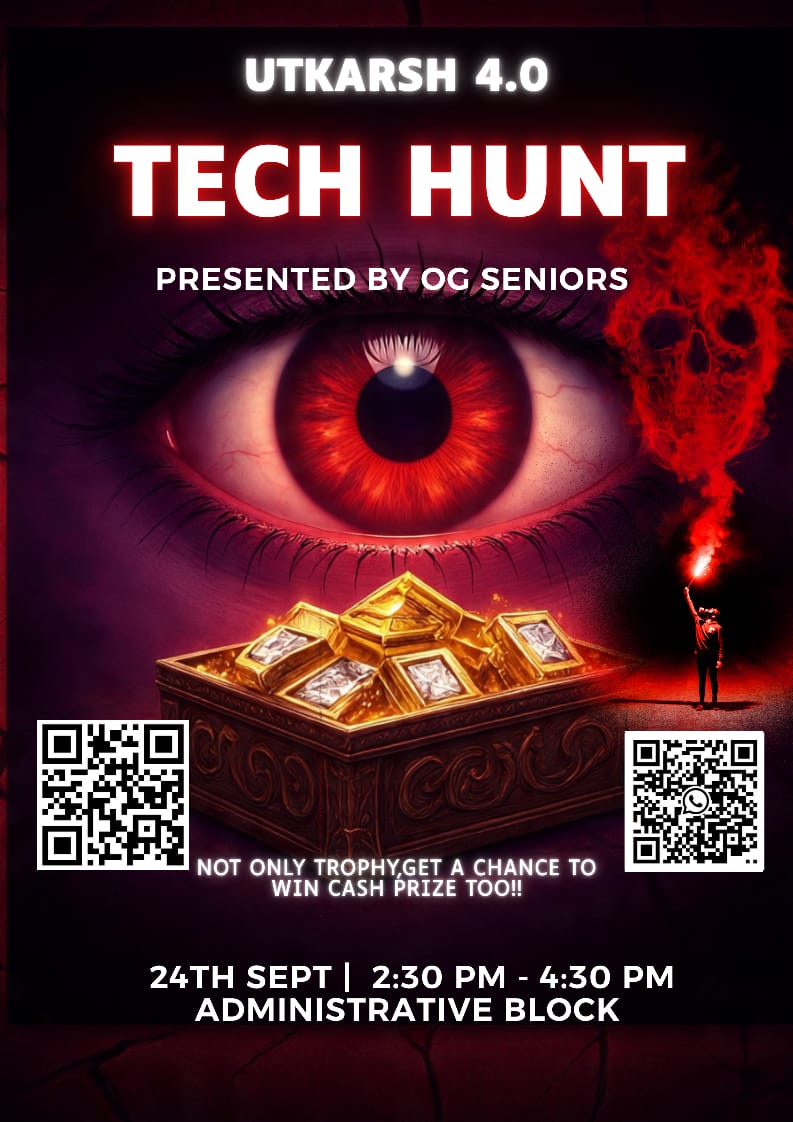 UTKARSH 4.0
TECH HUNT
PRESENTED BY OG SENIORS
NOT ONLY TROPHY,GET A CHANCE TO
WIN CASH PRIZE TOO!!
24TH SEPT | 2:30 PM - 4:30 PM
ADMINISTRATIVE BLOCK